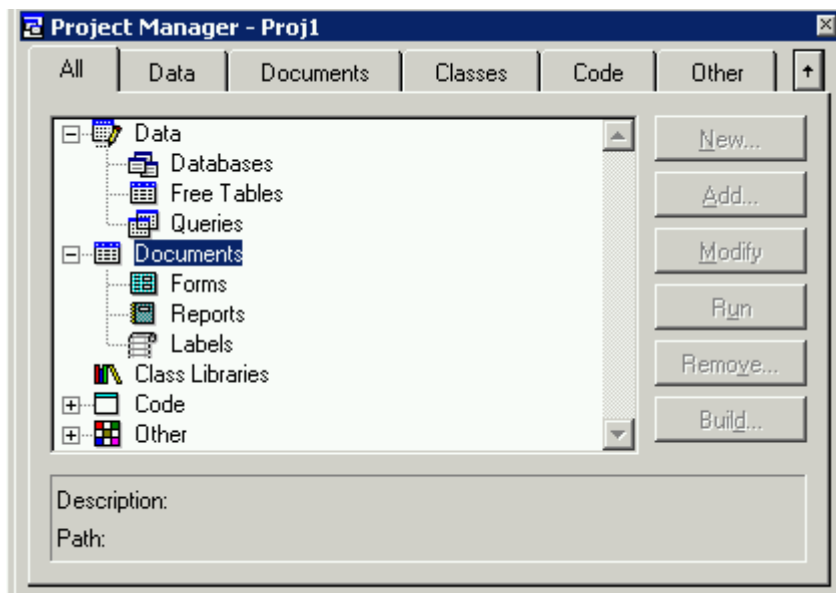 Project Manager - Proj1
All Data Documents Classes Code Other
Data
Databases
Free Tables
Queries
Documents
Forms
Reports
Labels
Class Libraries
Code
Other
New...
Add...
Modify
Run
Remove...
Build...
Description:
Path: